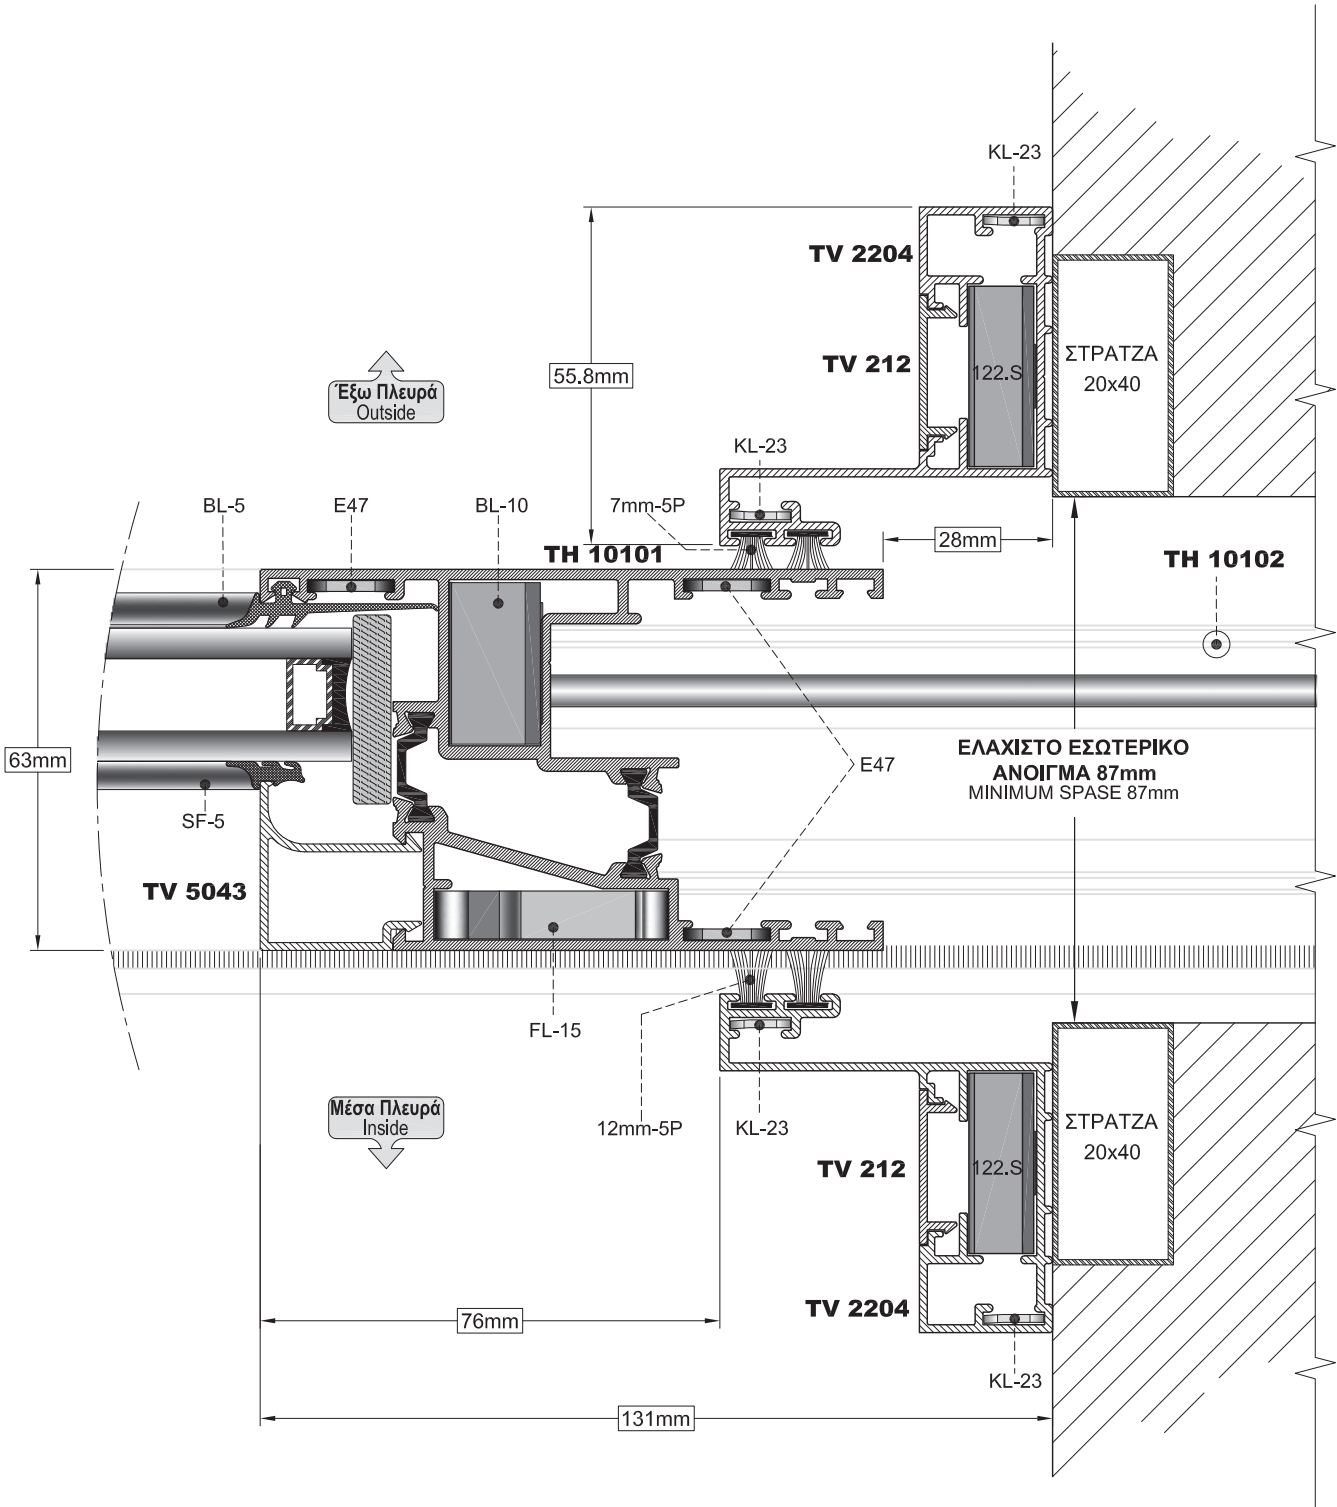 KL-23
TV 2204
ΣΤΡΑΤΖΑ
20x40
TV 212
122.S
55.8mm
Έξω Πλευρά
Outside
KL-23
BL-5
E47
BL-10
7mm-5P
TH 10101
28mm
TH 10102
63mm
ΕΛΑΧΙΣΤΟ ΕΣΩΤΕΡΙΚΟ
ΑΝΟΙΓΜΑ 87mm
MINIMUM SPASE 87mm
E47
SF-5
TV 5043
FL-15
12mm-5P
KL-23
Μέσα Πλευρά
Inside
ΣΤΡΑΤΖΑ
20x40
TV 212
122.S
TV 2204
76mm
KL-23
131mm